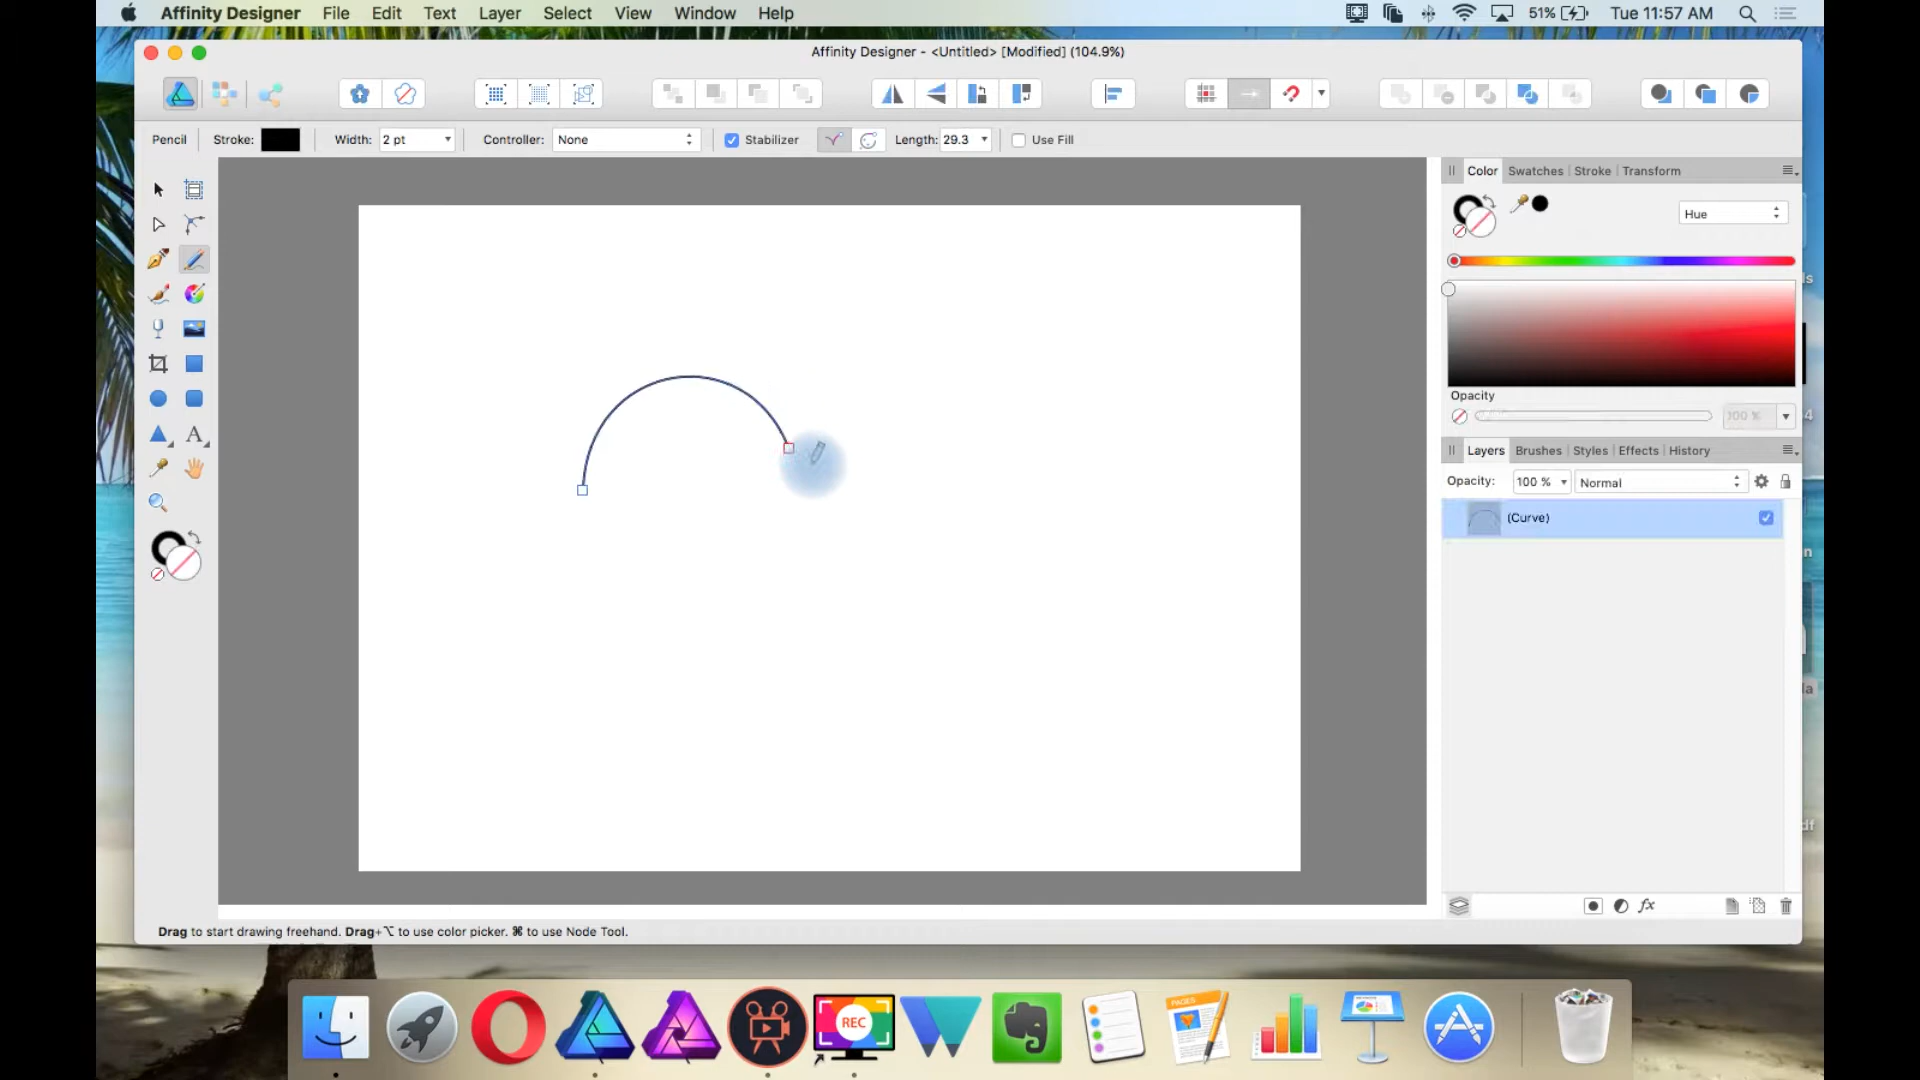 Affinity Designer File Edit Text Layer Select View Window Help 51% Tue 11:57 AM
Affinity Designer - <Untitled> [Modified] (104.9%)
Pencil Stroke: Width: 2 pt Controller: None Stabilizer Length: 29.3 Use Fill
Color Swatches Stroke Transform
Hue
Opacity
100 %
Layers Brushes Styles Effects History
Opacity: 100 % Normal
(Curve)
fx
A
Drag to start drawing freehand. Drag+⌥ to use color picker. ⌘ to use Node Tool.
REC
PAGES